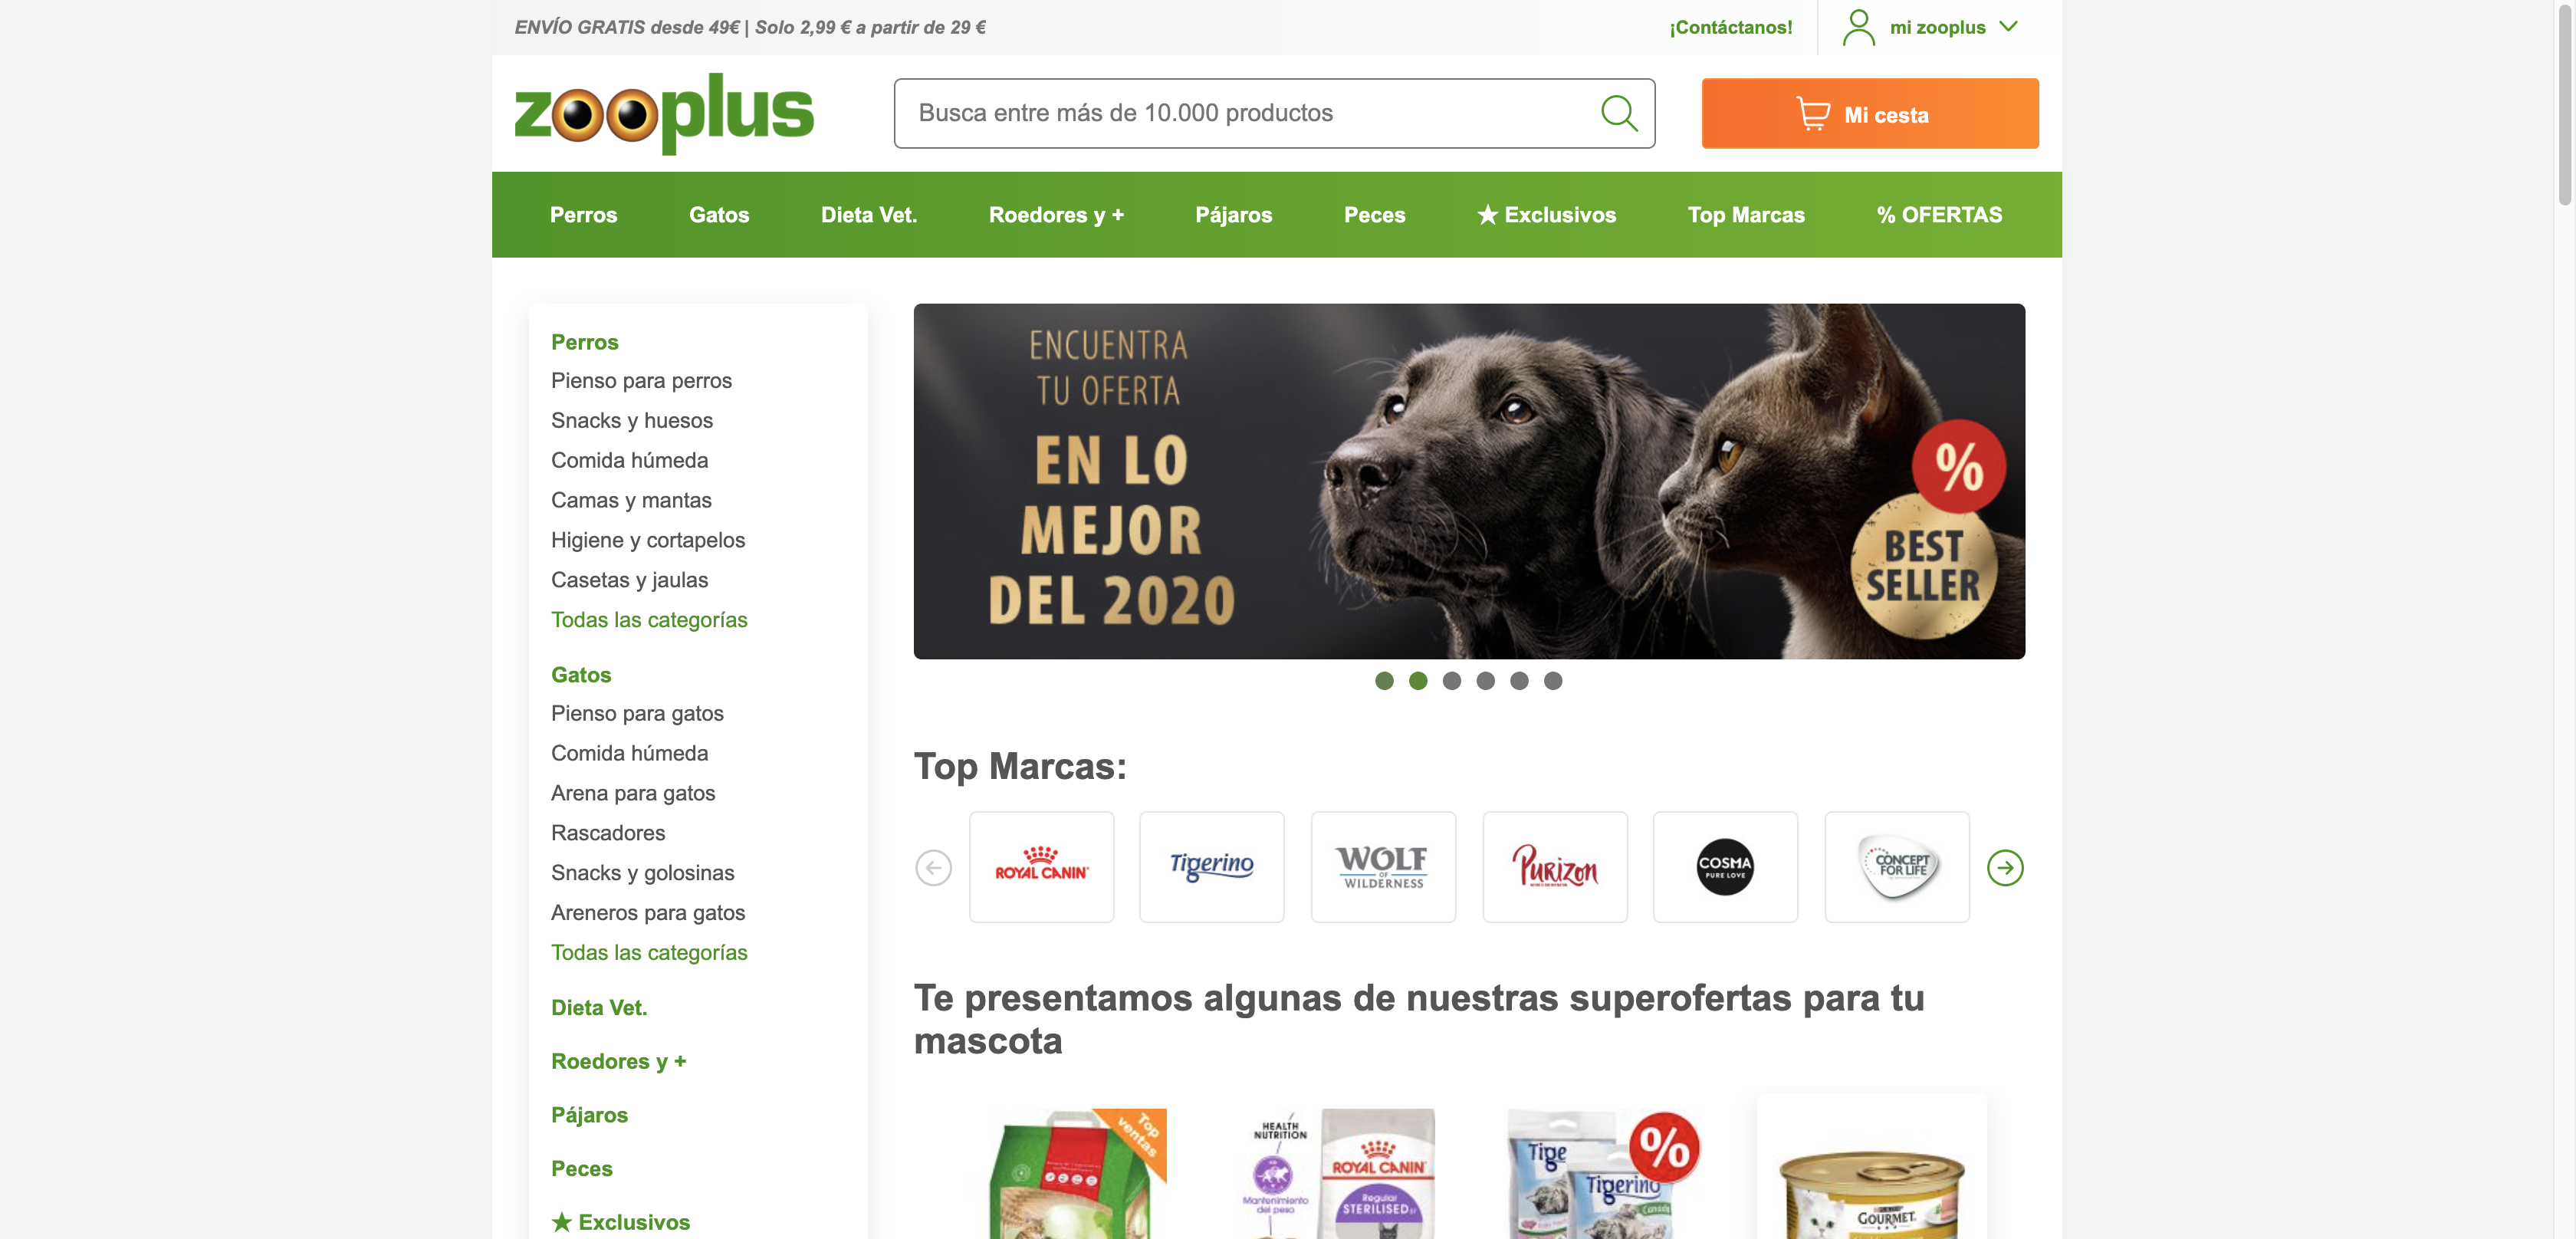 ENVÍO GRATIS desde 49€ | Solo 2,99 € a partir de 29 €
¡Contáctanos!
mi zooplus
zooplus
Busca entre más de 10.000 productos
Mi cesta
Perros
Gatos
Dieta Vet.
Roedores y +
Pájaros
Peces
★ Exclusivos
Top Marcas
% OFERTAS
Perros
Pienso para perros
Snacks y huesos
Comida húmeda
Camas y mantas
Higiene y cortapelos
Casetas y jaulas
Todas las categorías
Gatos
Pienso para gatos
Comida húmeda
Arena para gatos
Rascadores
Snacks y golosinas
Areneros para gatos
Todas las categorías
Dieta Vet.
Roedores y +
Pájaros
Peces
★ Exclusivos
ENCUENTRA
TU OFERTA
EN LO
MEJOR
DEL 2020
%
BEST
SELLER
Top Marcas:
ROYAL CANIN
Tigerino
WOLF
OF
WILDERNESS
PURIZON
COSMA
PURE LOVE
CONCEPT
FOR LIFE
Te presentamos algunas de nuestras superofertas para tu
mascota
Top
ventas
HEALTH
NUTRITION
Mantenimiento
del peso
ROYAL CANIN
Regular
STERILISED
Tige
Tigerino
%
PURINA
GOURMET